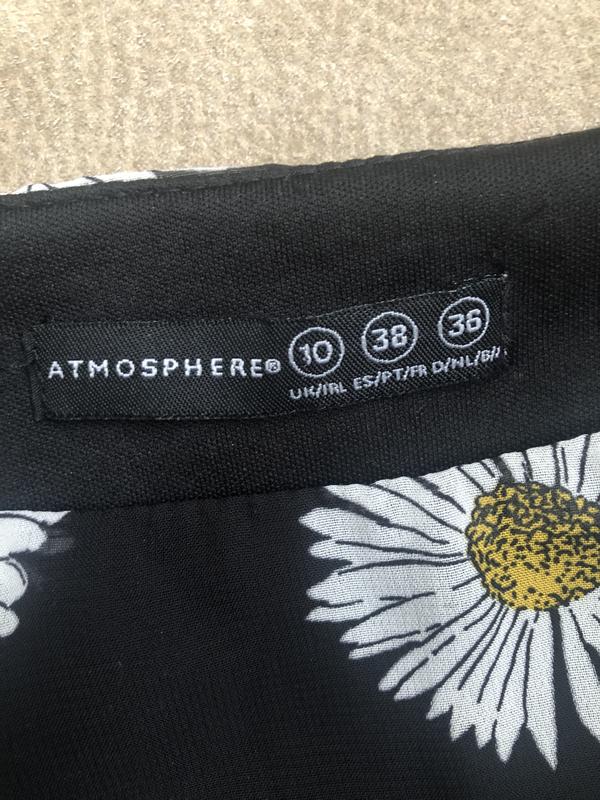 ATMOSPHERE® 10 38 36
UK/IRL ES/PT/FR D/NL/B/